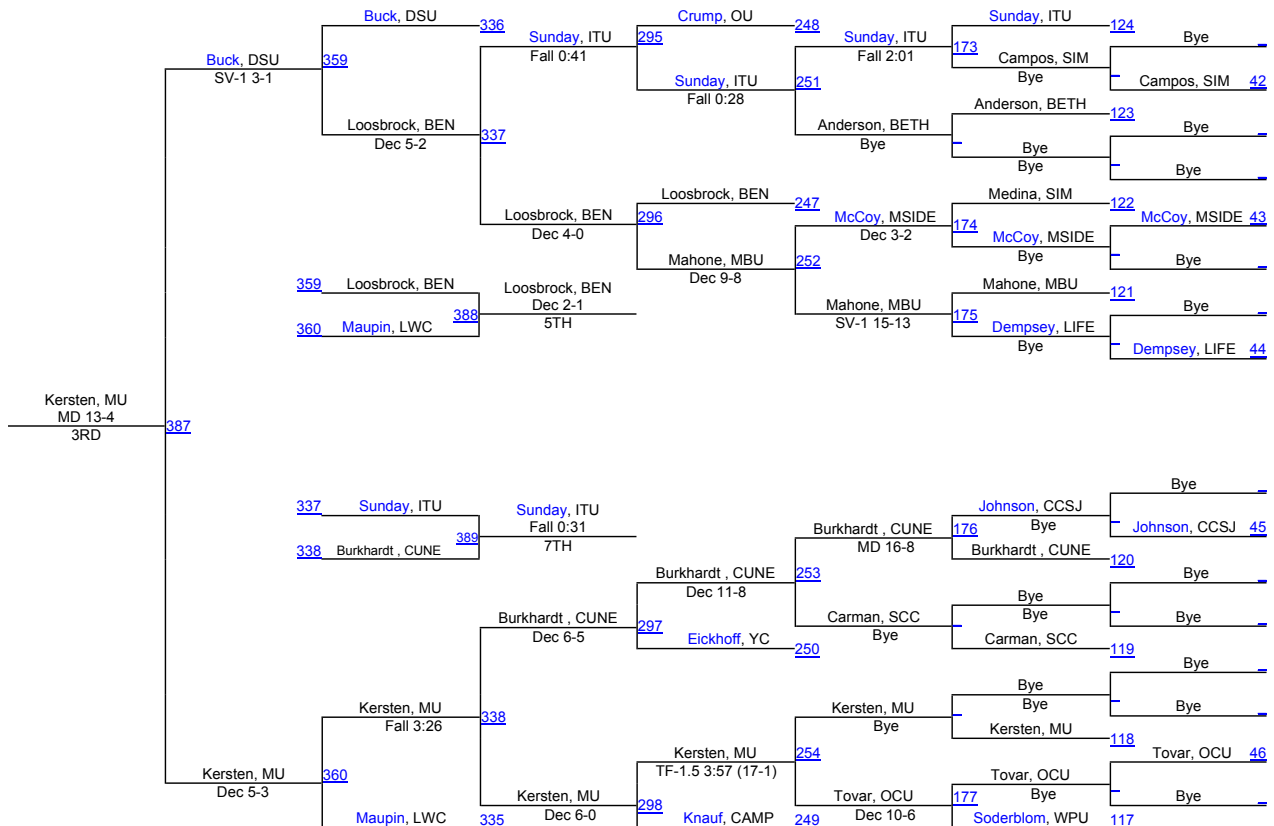 Buck, DSU 336
Crump, OU 248
Sunday, ITU 124
Sunday, ITU 295
Fall 0:41
Sunday, ITU 173
Fall 2:01
Bye
Buck, DSU 359
SV-1 3-1
Campos, SIM
Bye
Sunday, ITU 251
Fall 0:28
Campos, SIM 42
Anderson, BETH 123
Loosbrock, BEN 337
Dec 5-2
Anderson, BETH
Bye
Bye
Bye
Bye
Bye
Loosbrock, BEN 247
Medina, SIM 122
Loosbrock, BEN 296
Dec 4-0
McCoy, MSIDE 174
Dec 3-2
McCoy, MSIDE 43
McCoy, MSIDE
Bye
Mahone, MBU 252
Dec 9-8
Bye
359 Loosbrock, BEN
Loosbrock, BEN
Dec 2-1
5TH
388
Mahone, MBU 121
360 Maupin, LWC
Mahone, MBU 175
SV-1 15-13
Bye
Dempsey, LIFE
Bye
Dempsey, LIFE 44
Kersten, MU
MD 13-4
3RD
387
Bye
337 Sunday, ITU
Sunday, ITU
Fall 0:31
7TH
389
Johnson, CCSJ
Bye
Burkhardt , CUNE 176
MD 16-8
Johnson, CCSJ 45
338 Burkhardt , CUNE
Burkhardt , CUNE 120
Burkhardt , CUNE 253
Dec 11-8
Bye
Bye
Bye
Burkhardt , CUNE 297
Dec 6-5
Carman, SCC
Bye
Bye
Eickhoff, YC 250
Carman, SCC 119
Bye
Bye
Bye
Kersten, MU 338
Fall 3:26
Kersten, MU
Bye
Bye
Kersten, MU 118
Kersten, MU 254
TF-1.5 3:57 (17-1)
Tovar, OCU 46
Kersten, MU 360
Dec 5-3
Tovar, OCU
Bye
Kersten, MU 298
Dec 6-0
Tovar, OCU 177
Dec 10-6
Bye
Maupin, LWC 335
Knauf, CAMP 249
Soderblom, WPU 117